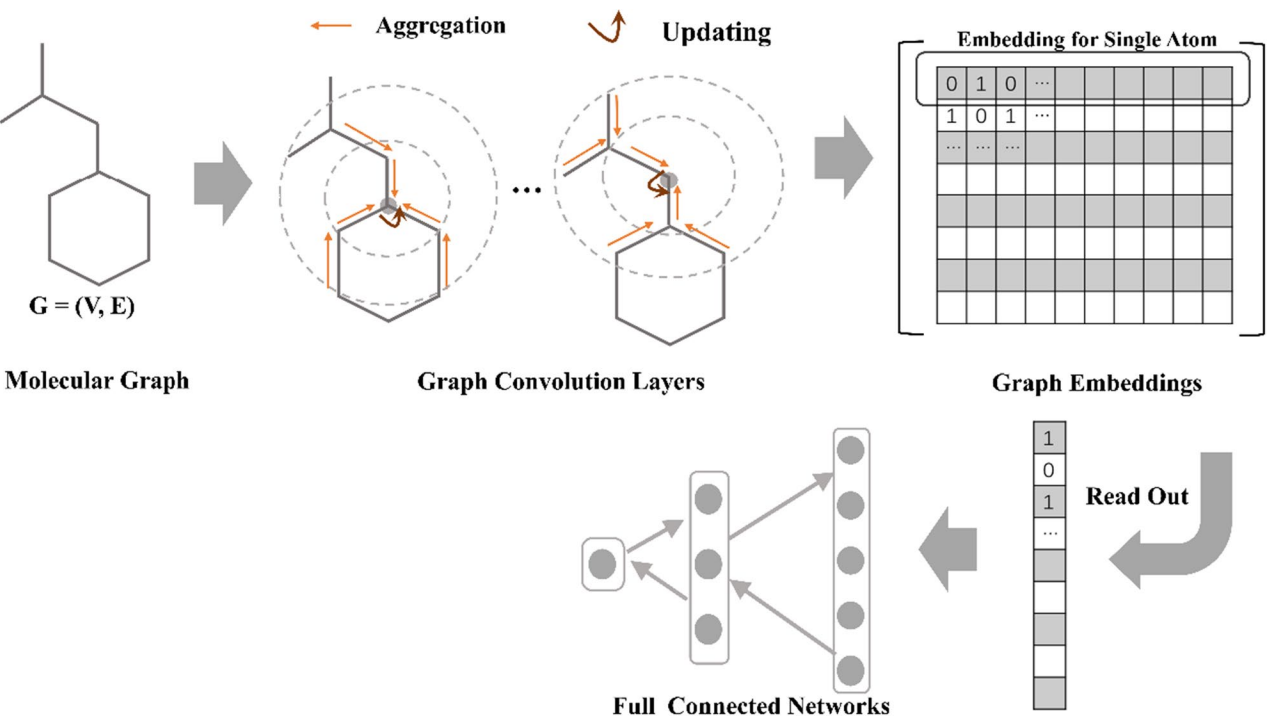 Aggregation
Updating
Embedding for Single Atom
0 1 0 ...
1 0 1 ...
... ... ...
G = (V, E)
Molecular Graph
Graph Convolution Layers
Graph Embeddings
...
1
0
1
...
Read Out
Full Connected Networks